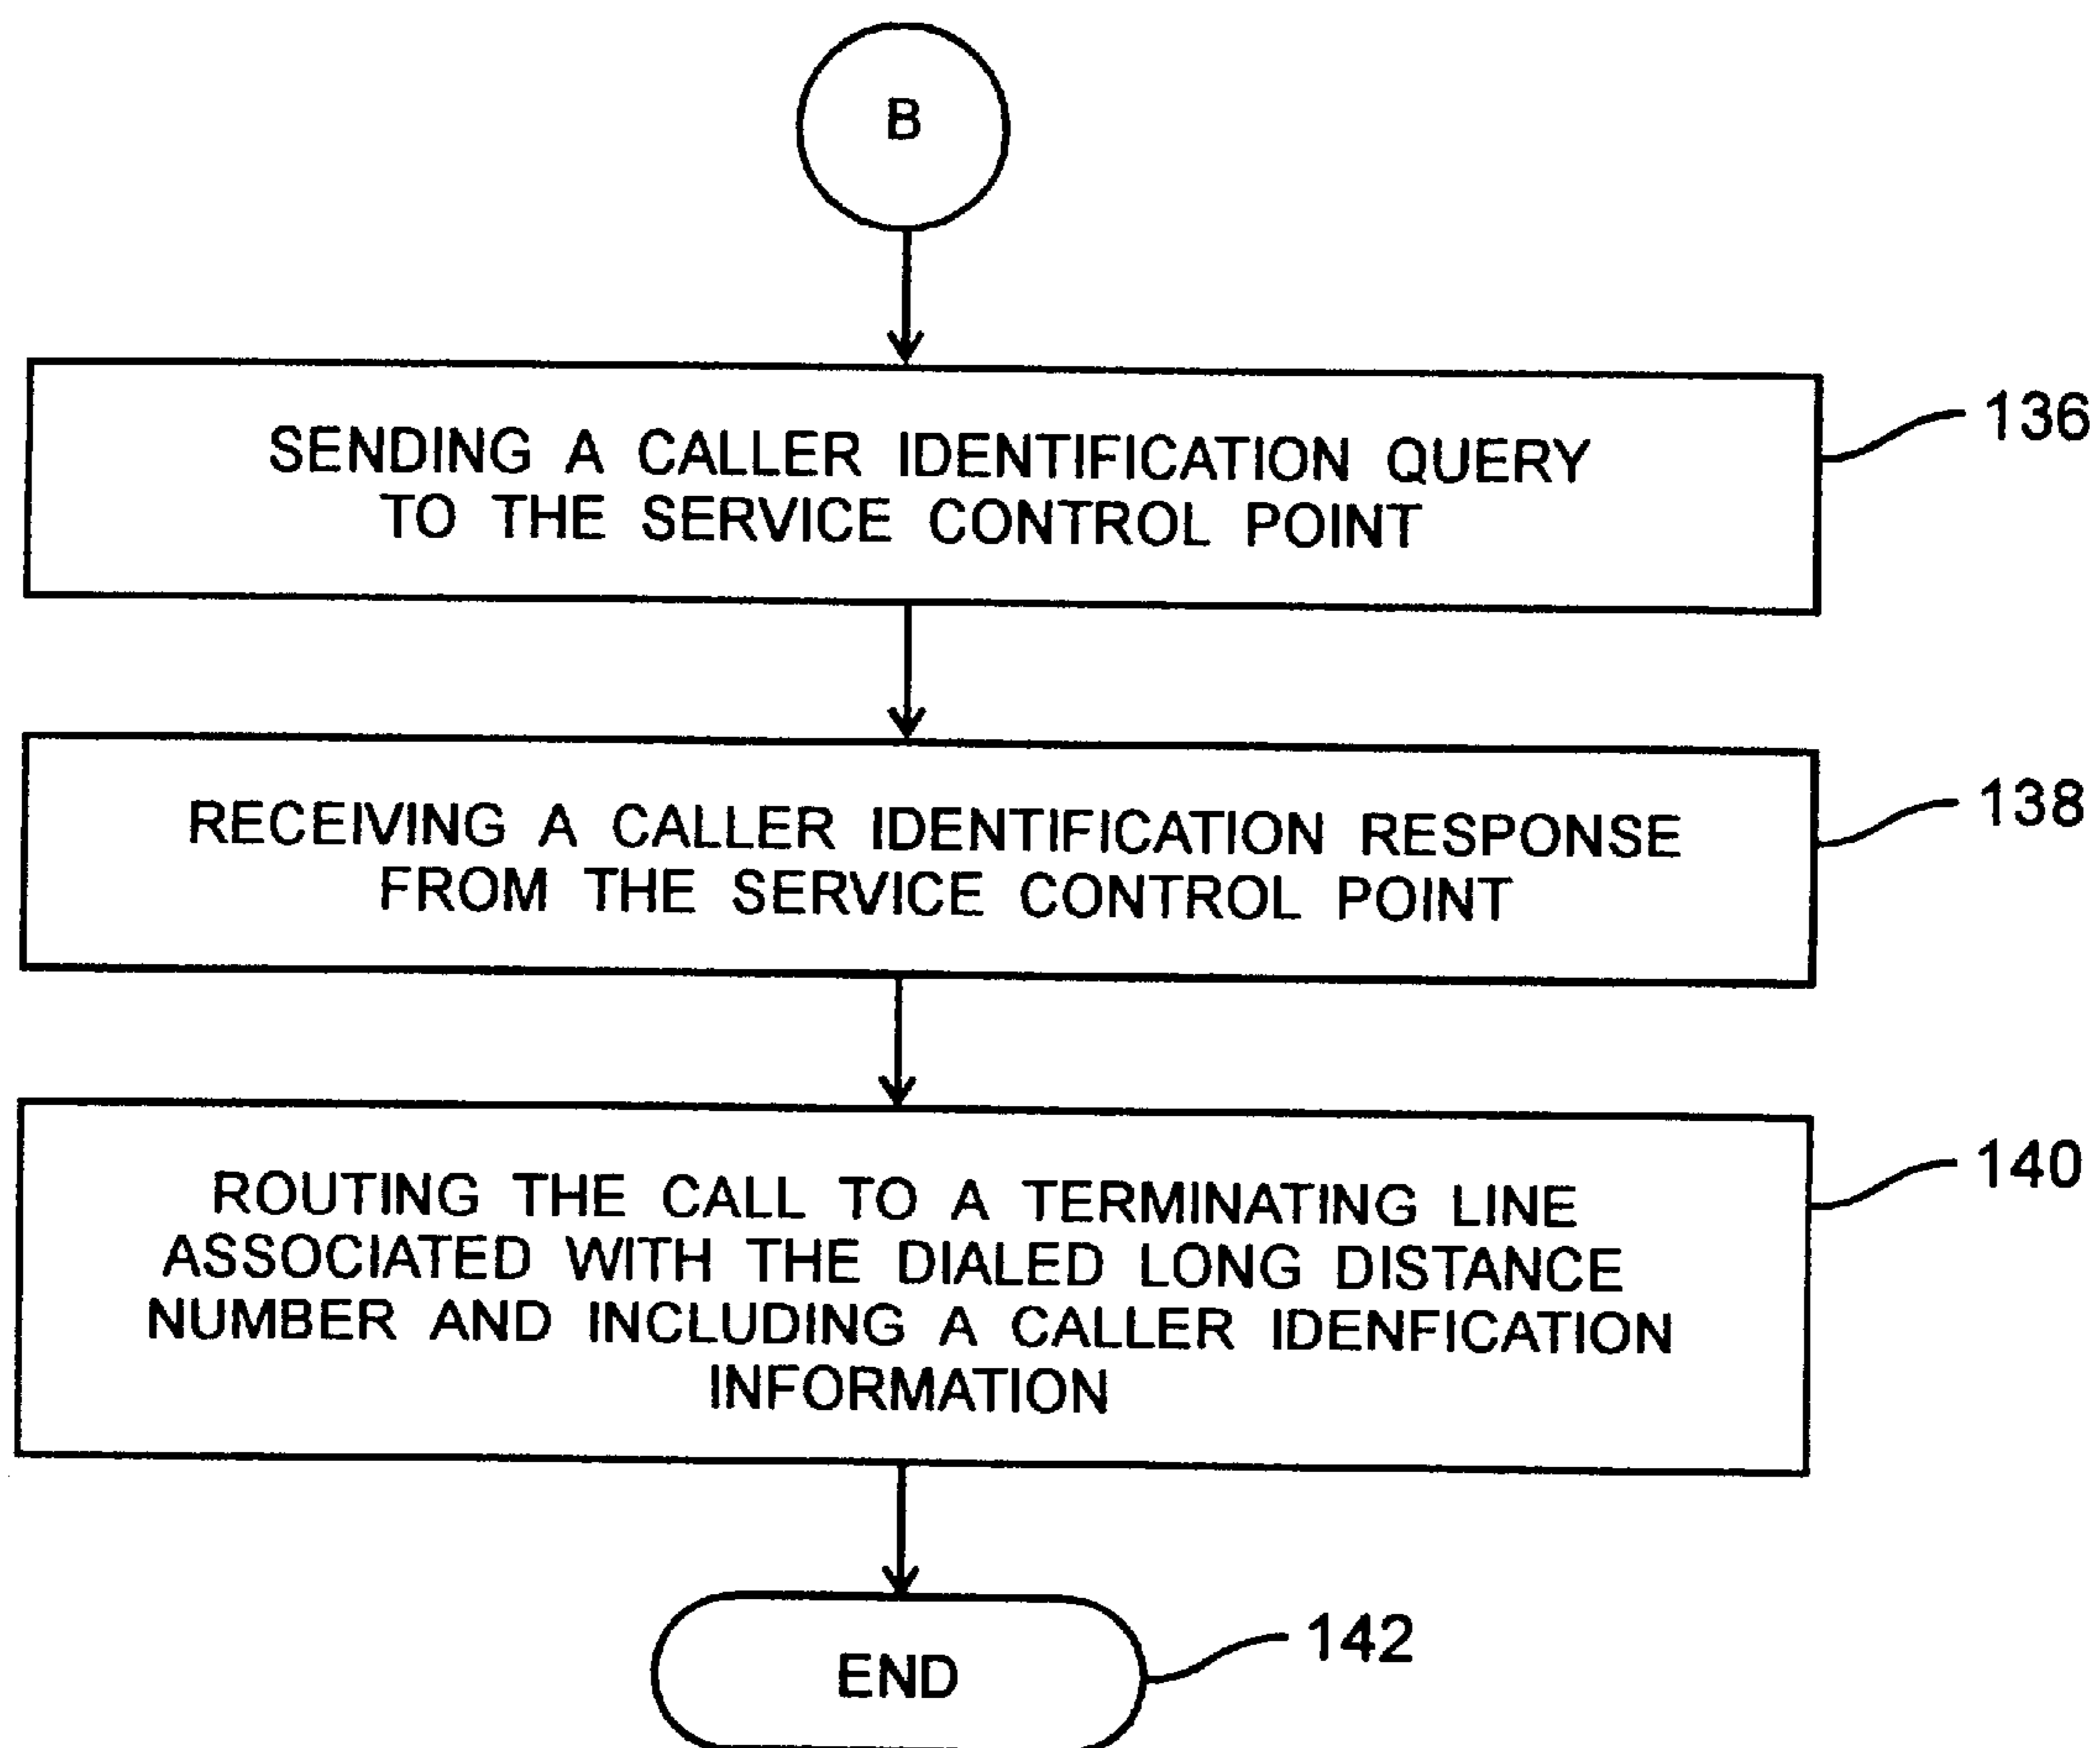 B
SENDING A CALLER IDENTIFICATION QUERY
TO THE SERVICE CONTROL POINT
136
RECEIVING A CALLER IDENTIFICATION RESPONSE
FROM THE SERVICE CONTROL POINT
138
ROUTING THE CALL TO A TERMINATING LINE
ASSOCIATED WITH THE DIALED LONG DISTANCE
NUMBER AND INCLUDING A CALLER IDENFICATION
INFORMATION
140
END
142